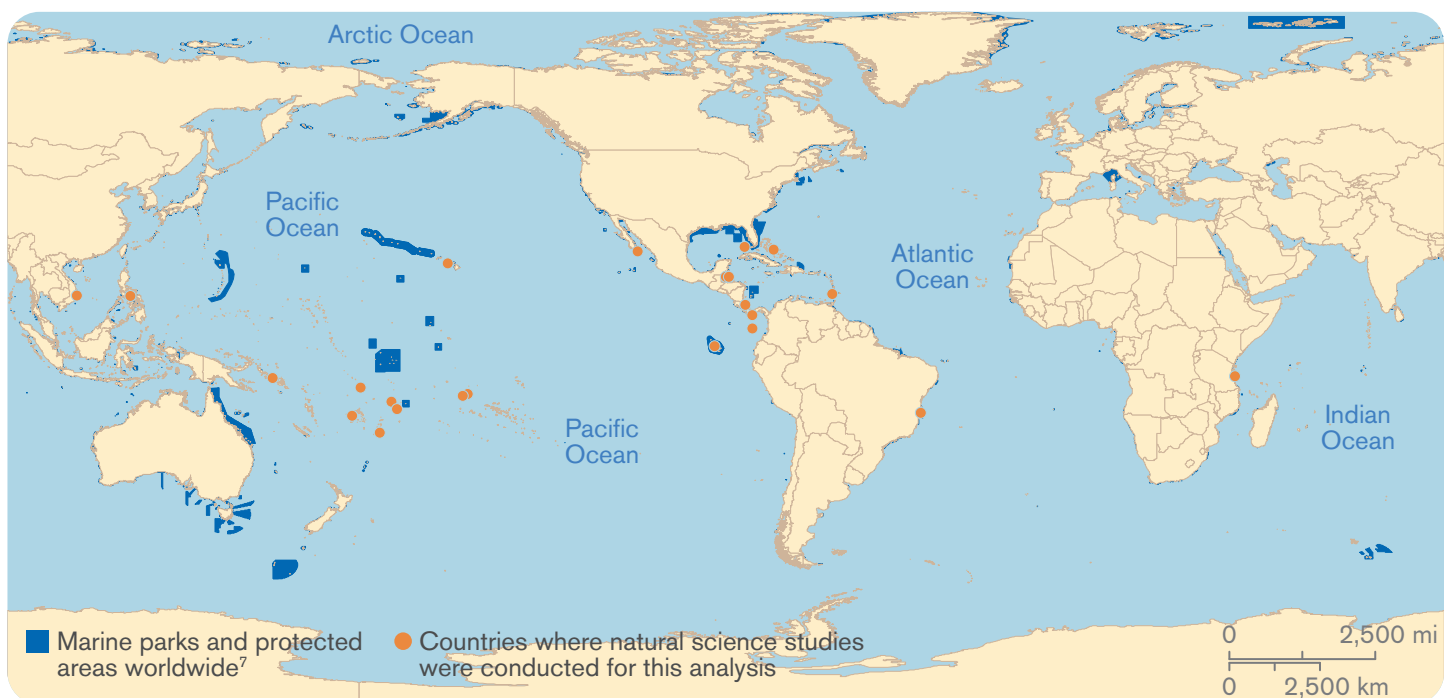 Arctic Ocean
Pacific
Ocean
Atlantic
Ocean
Pacific
Ocean
Indian
Ocean
Marine parks and protected
areas worldwide⁷
Countries where natural science studies
were conducted for this analysis
0 2,500 mi
0 2,500 km